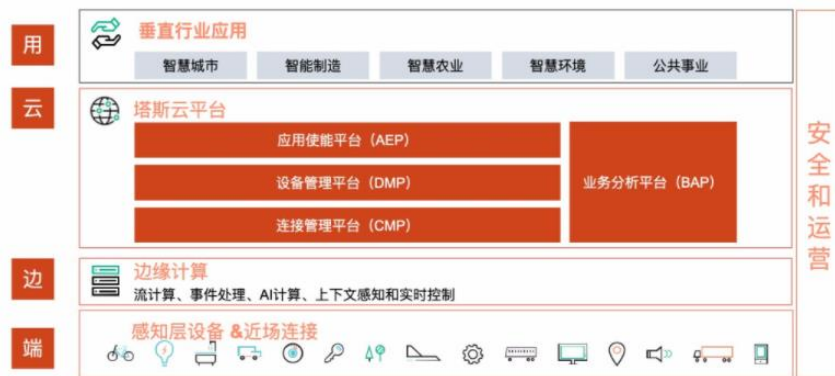 用
垂直行业应用
智慧城市
智能制造
智慧农业
智慧环境
公共事业
云
塔斯云平台
应用使能平台（AEP）
设备管理平台（DMP）
连接管理平台（CMP）
业务分析平台（BAP）
边
边缘计算
流计算、事件处理、AI计算、上下文感知和实时控制
端
感知层设备 &近场连接
安全和运营